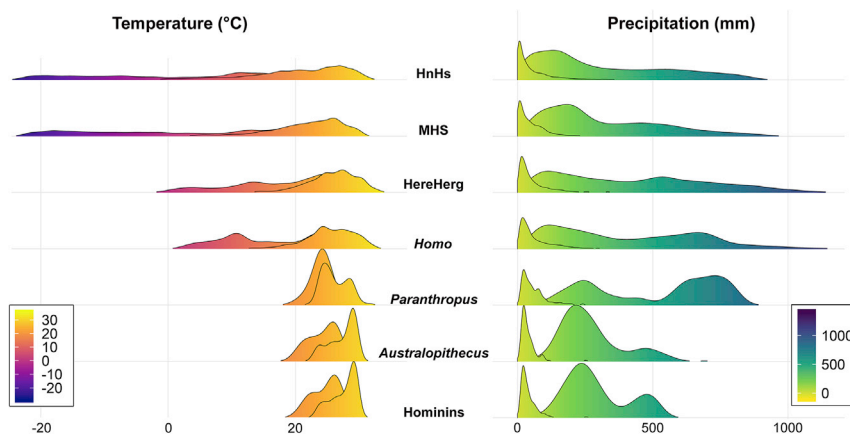 Temperature (°C) Precipitation (mm)
HnHs
MHS
HereHerg
Homo
Paranthropus
Australopithecus
Hominins
30
20
10
0
-10
-20
1000
500
0
-20 0 20 0 500 1000